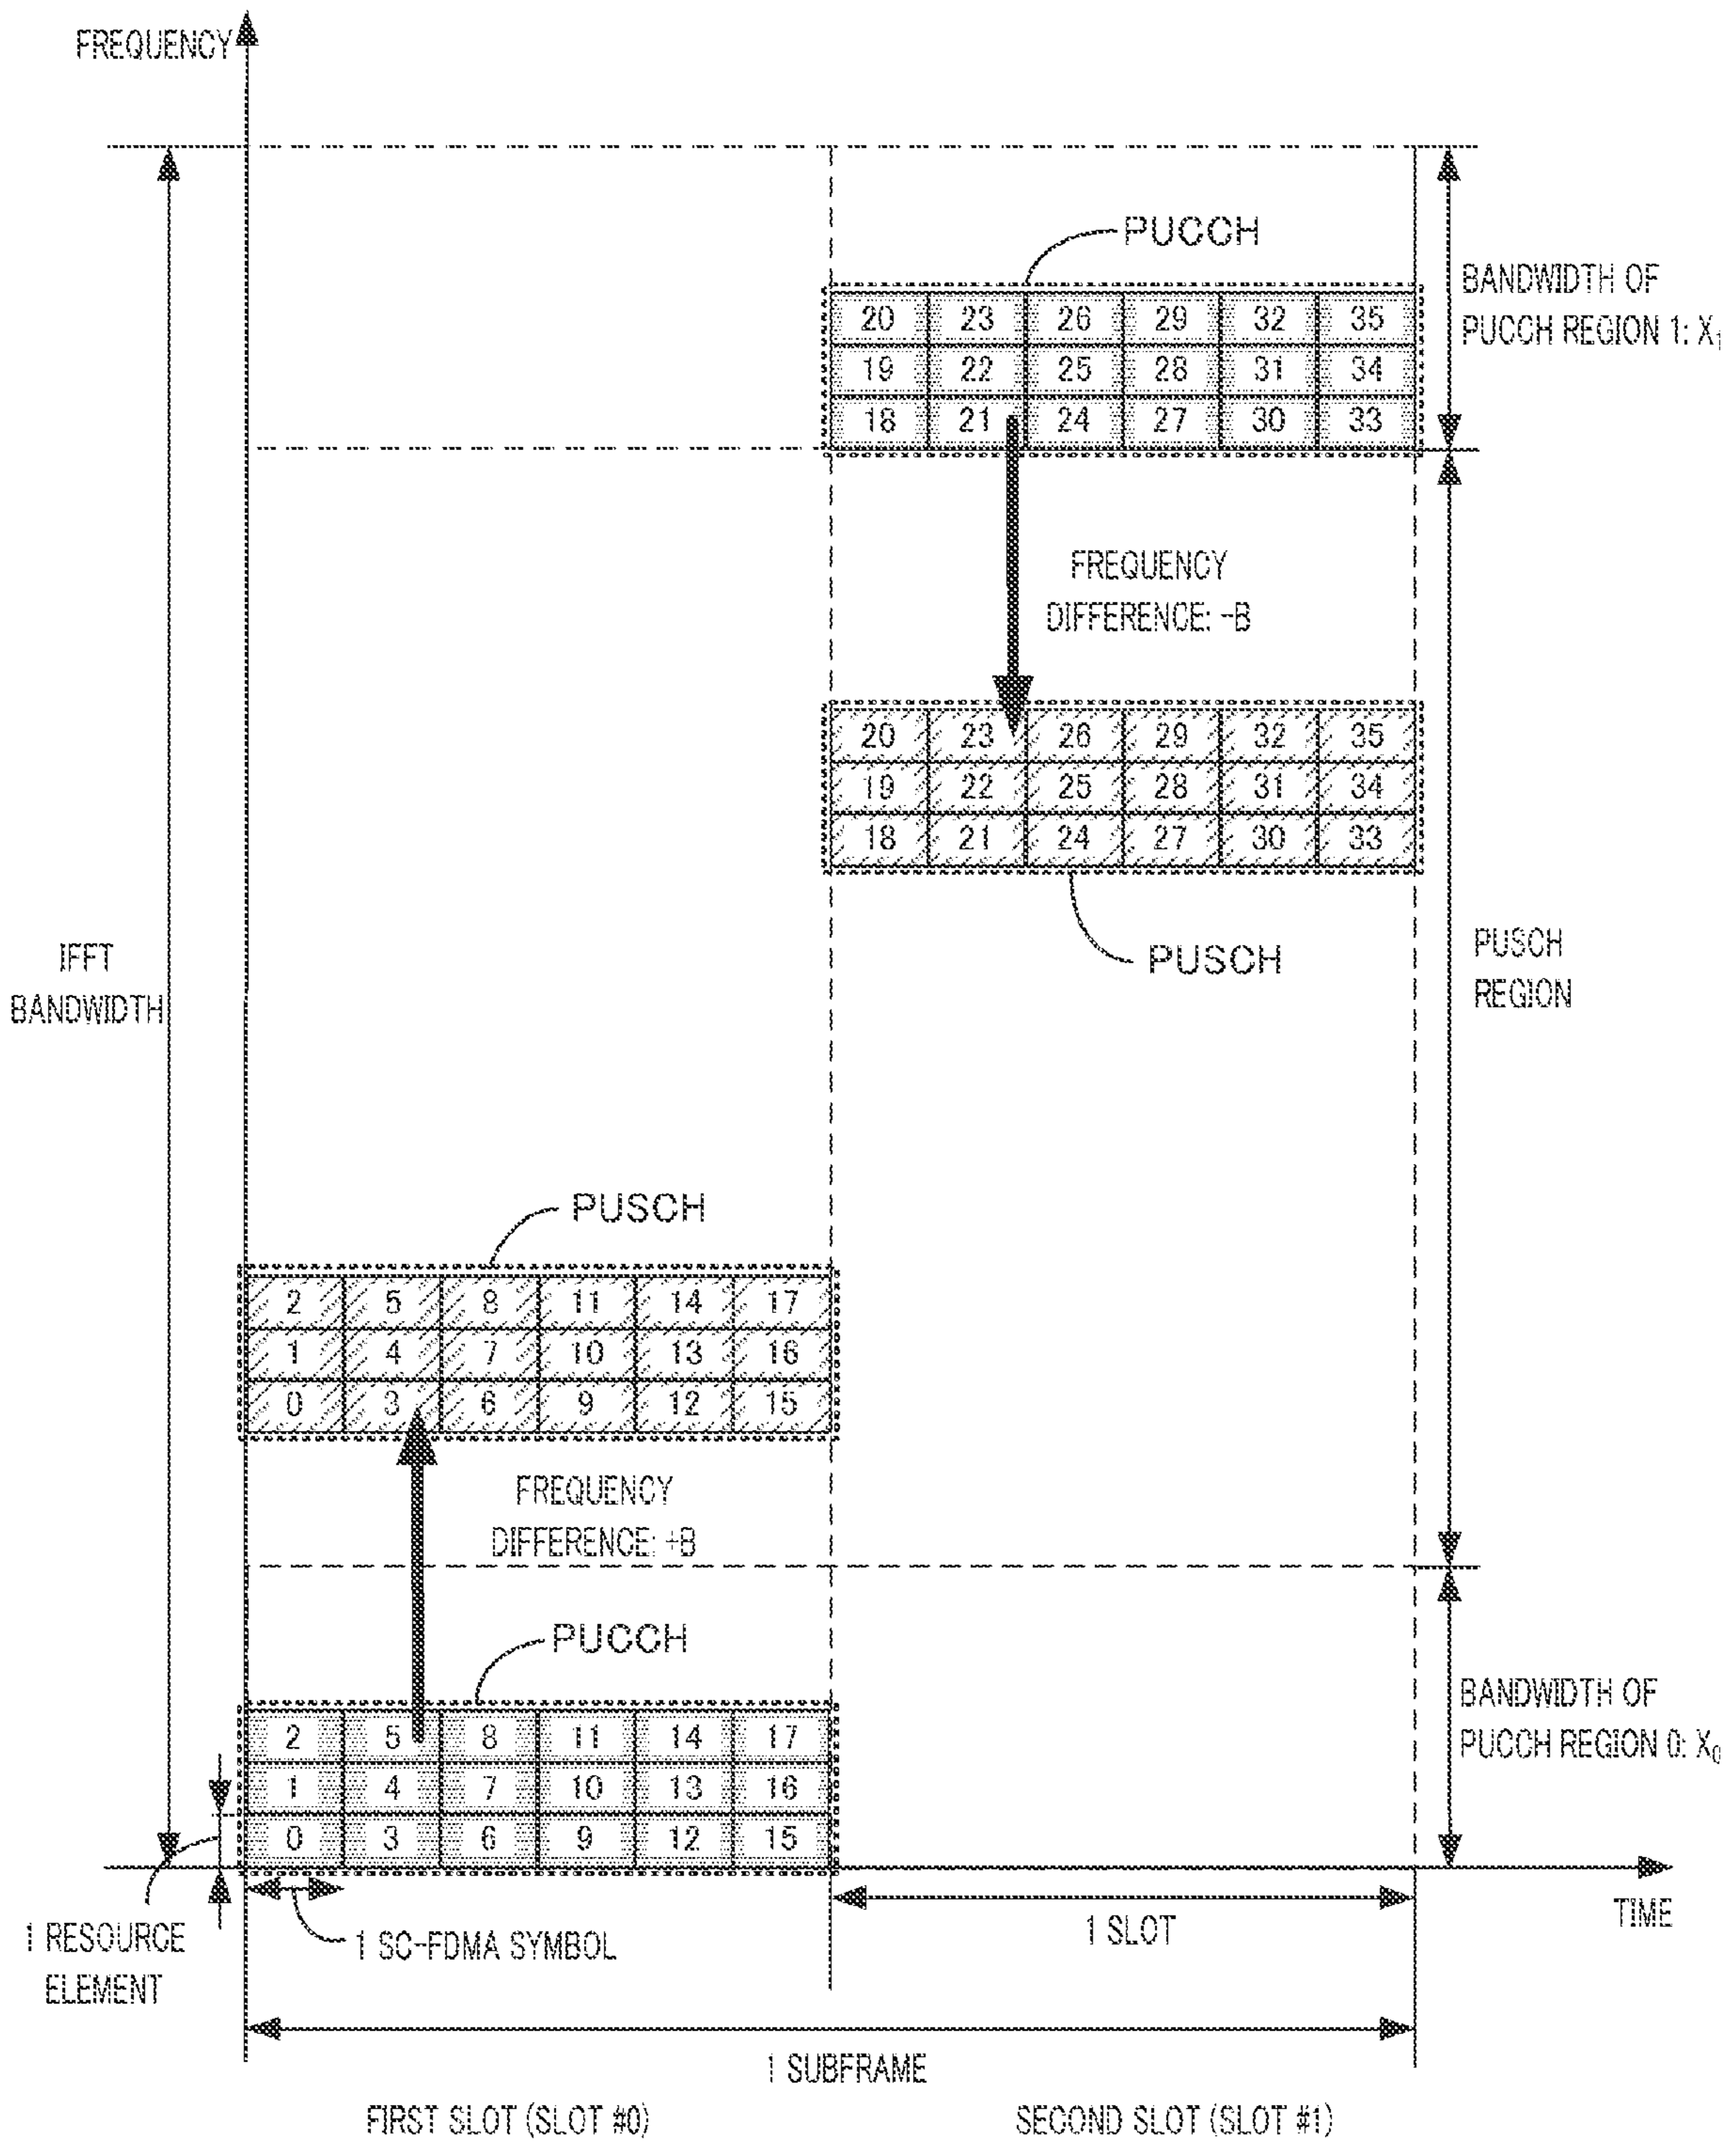 FREQUENCY
PUCCH
20 23 26 29 32 35
19 22 25 28 31 34
18 21 24 27 30 33
BANDWIDTH OF
PUCCH REGION 1: X1
FREQUENCY
DIFFERENCE: -B
20 23 26 29 32 35
19 22 25 28 31 34
18 21 24 27 30 33
PUSCH
IFFT
BANDWIDTH
PUSCH
REGION
PUSCH
2 5 8 11 14 17
1 4 7 10 13 16
0 3 6 9 12 15
FREQUENCY
DIFFERENCE: +B
PUCCH
2 5 8 11 14 17
1 4 7 10 13 16
0 3 6 9 12 15
BANDWIDTH OF
PUCCH REGION 0: X0
1 RESOURCE
ELEMENT
1 SC-FDMA SYMBOL
1 SLOT
TIME
1 SUBFRAME
FIRST SLOT (SLOT #0)
SECOND SLOT (SLOT #1)